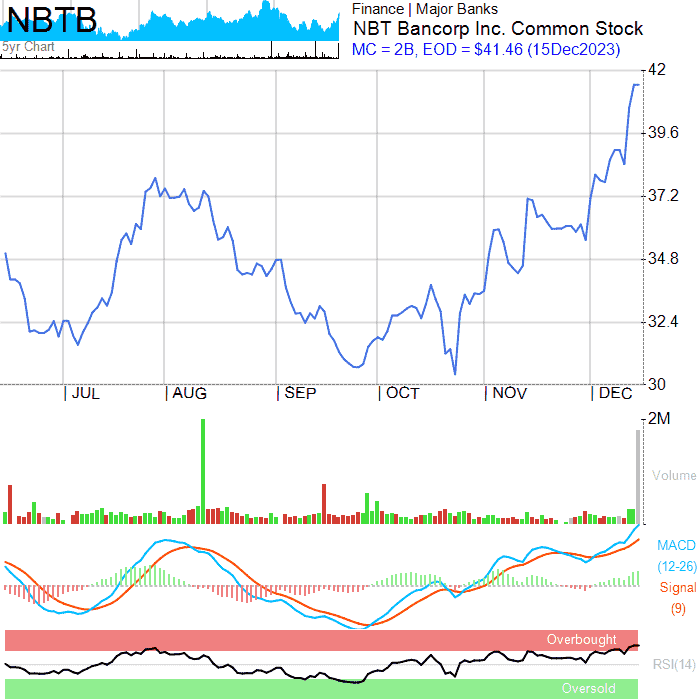 NBTB
5yr Chart
Finance | Major Banks
NBT Bancorp Inc. Common Stock
MC = 2B, EOD = $41.46 (15Dec2023)
42
39.6
37.2
34.8
32.4
30
| JUL | AUG | SEP | OCT | NOV | DEC
2M
Volume
MACD
(12-26)
Signal
(9)
Overbought
RSI(14)
Oversold